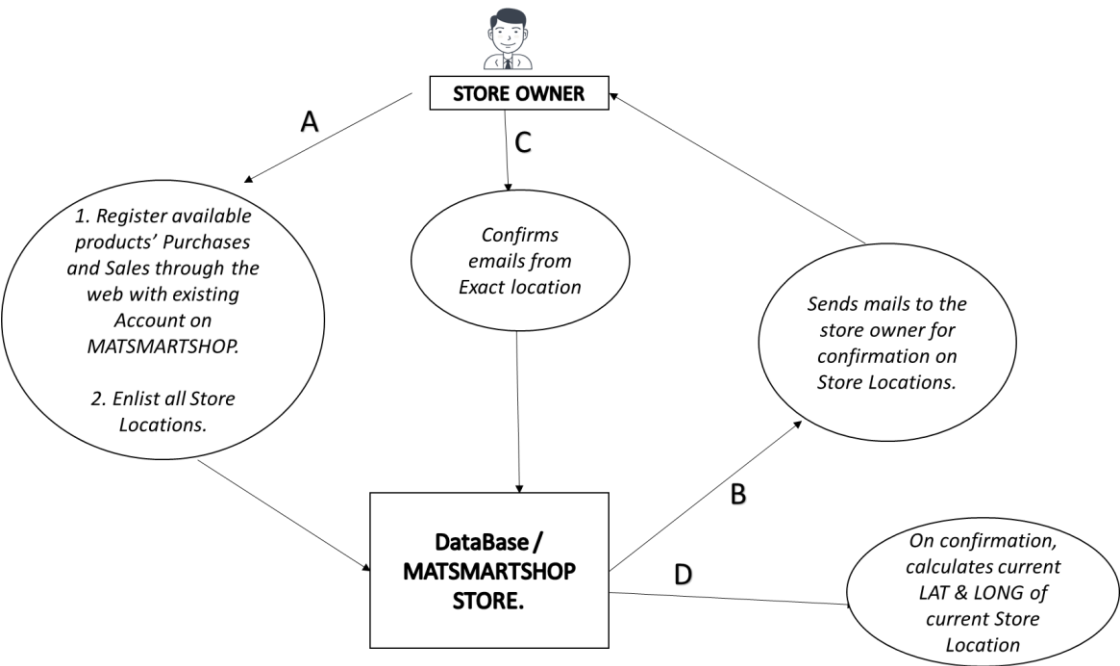 STORE OWNER
A
C
1. Register available
products’ Purchases
and Sales through the
web with existing
Account on
MATSMARTSHOP.
2. Enlist all Store
Locations.
Confirms
emails from
Exact location
Sends mails to the
store owner for
confirmation on
Store Locations.
B
DataBase /
MATSMARTSHOP
STORE.
D
On confirmation,
calculates current
LAT & LONG of
current Store
Location